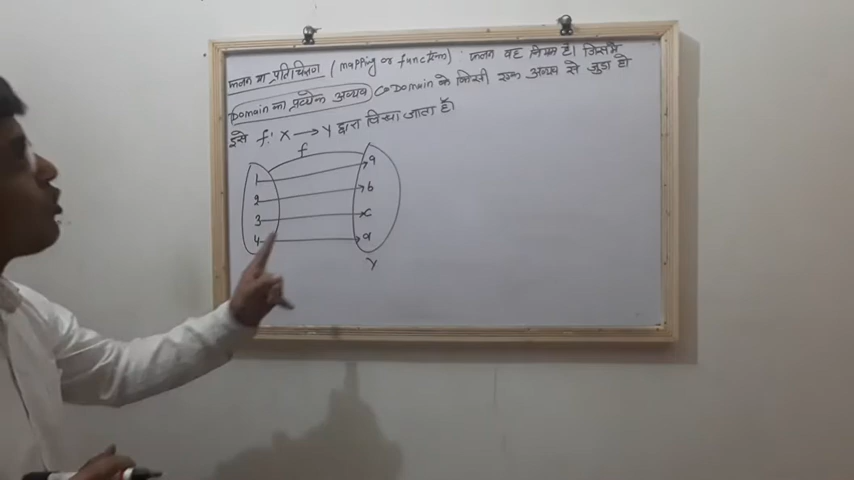 फलन या प्रतिचित्रण (mapping or function) : फलन वह नियम है। जिसमें
Domain का प्रत्येक अवयव Co Domain के किसी एक अवयव से जुड़ा हो
इसे f: X → Y द्वारा लिखा जाता है।
f
1 a
2 b
3 c
4 d
Y